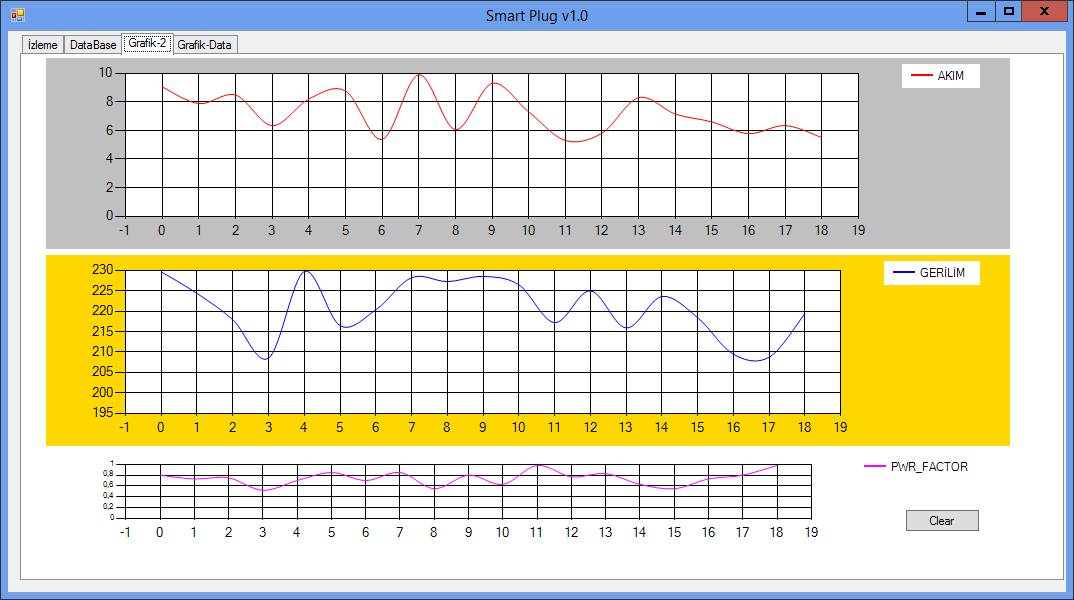 Smart Plug v1.0
İzleme DataBase Grafik-2 Grafik-Data
10
8
6
4
2
0
-1 0 1 2 3 4 5 6 7 8 9 10 11 12 13 14 15 16 17 18 19
AKIM
230
225
220
215
210
205
200
195
-1 0 1 2 3 4 5 6 7 8 9 10 11 12 13 14 15 16 17 18 19
GERİLİM
1
0,8
0,6
0,4
0,2
0
-1 0 1 2 3 4 5 6 7 8 9 10 11 12 13 14 15 16 17 18 19
PWR_FACTOR
Clear